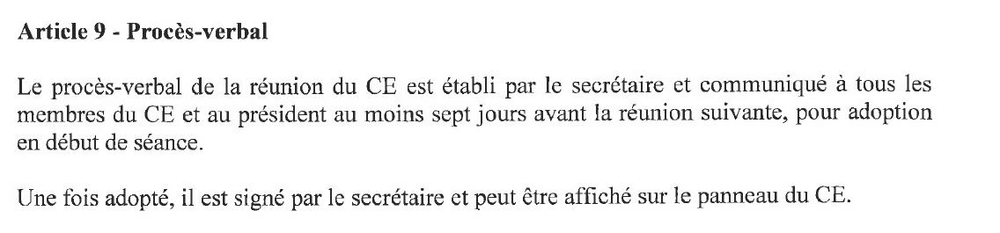 Article 9 - Procès-verbal
Le procès-verbal de la réunion du CE est établi par le secrétaire et communiqué à tous les
membres du CE et au président au moins sept jours avant la réunion suivante, pour adoption
en début de séance.
Une fois adopté, il est signé par le secrétaire et peut être affiché sur le panneau du CE.